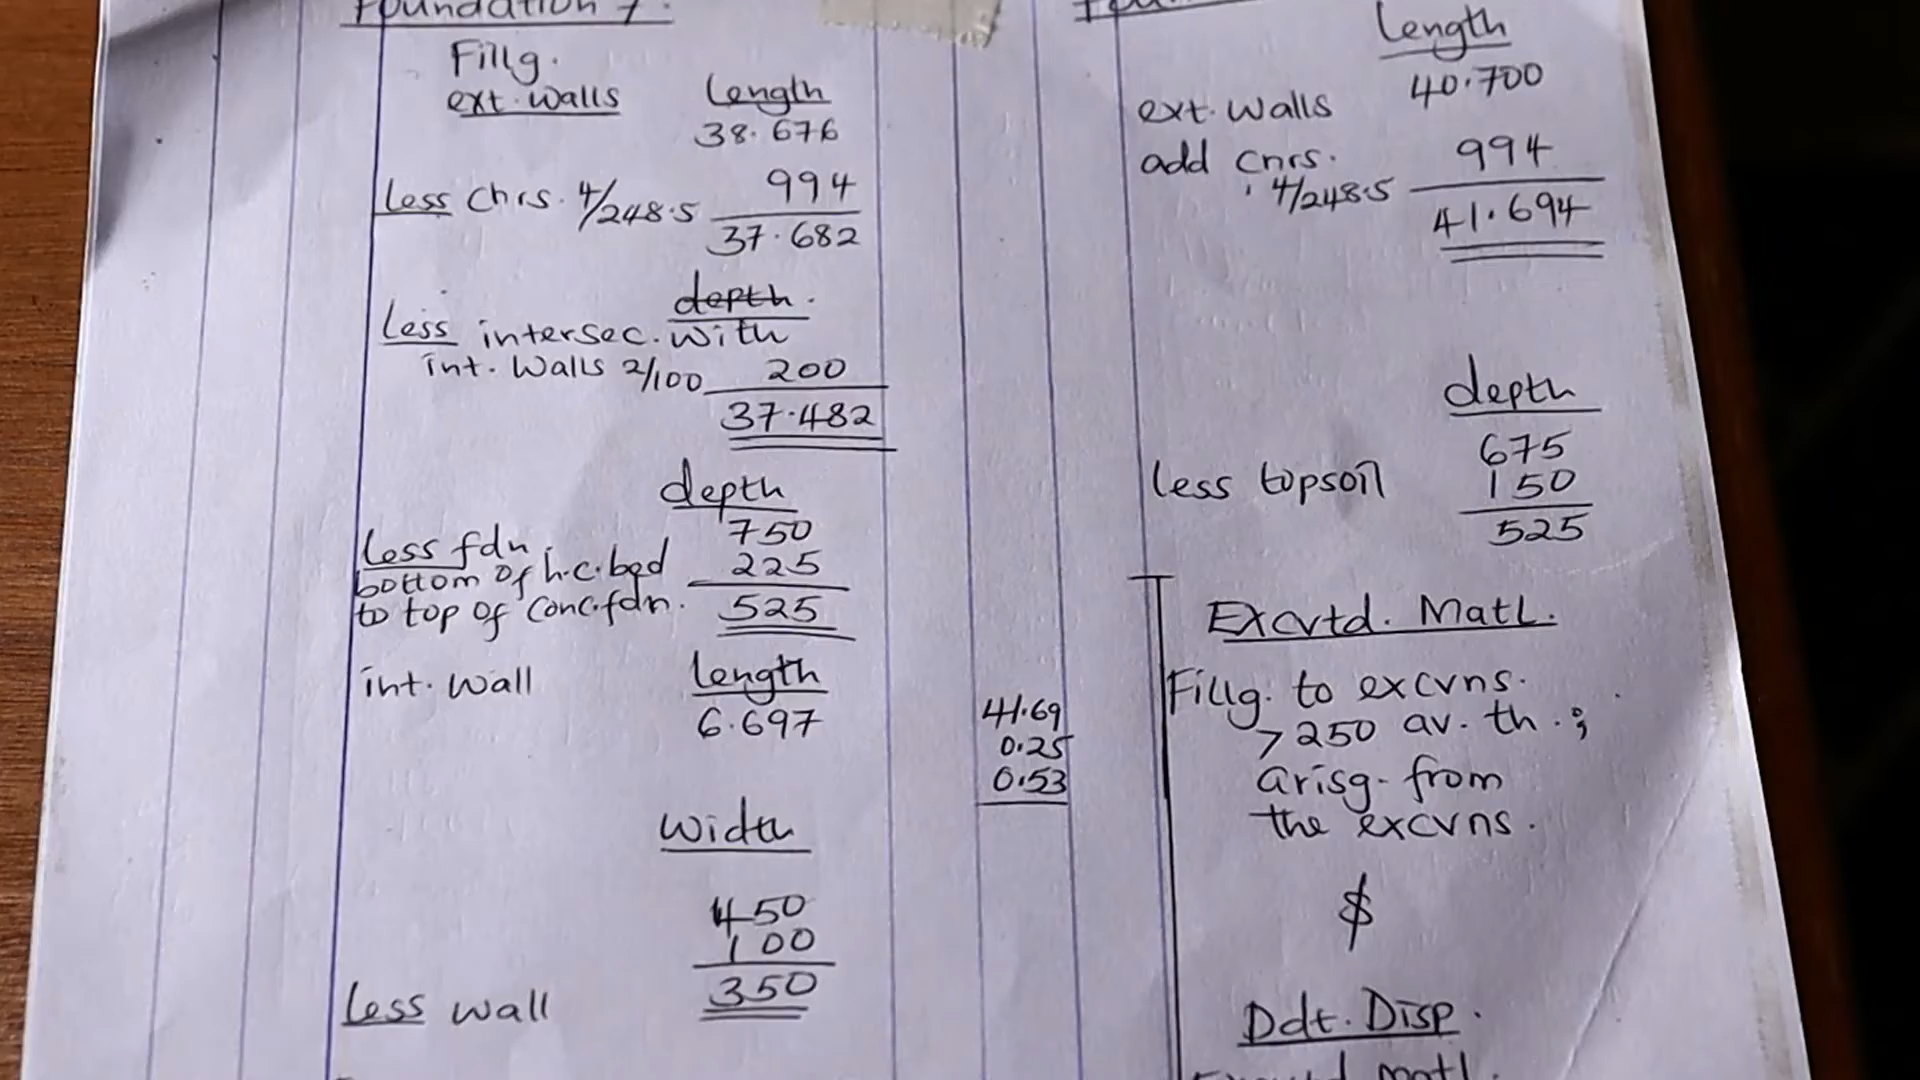 Foundation 7.
Fillg.
ext. walls
Length
38.676
Less Cnrs. 4/248.5 994
37.682
depth.
Less intersec. with
int. Walls 2/100 200
37.482
depth
750
Less fdn 225
bottom of h.c. bed
to top of conc. fdn. 525
int. Wall
Length
6.697
Width
450
100
Less wall 350
Length
ext. Walls 40.700
add cnrs. 994
4/248.5
41.694
depth
675
less topsoil 150
525
Excvtd. Matl.
41.69
0.25
0.53
Fillg. to excvns.
>250 av. th.;
arisg. from
the excvns.
&
Ddt. Disp.
matl.